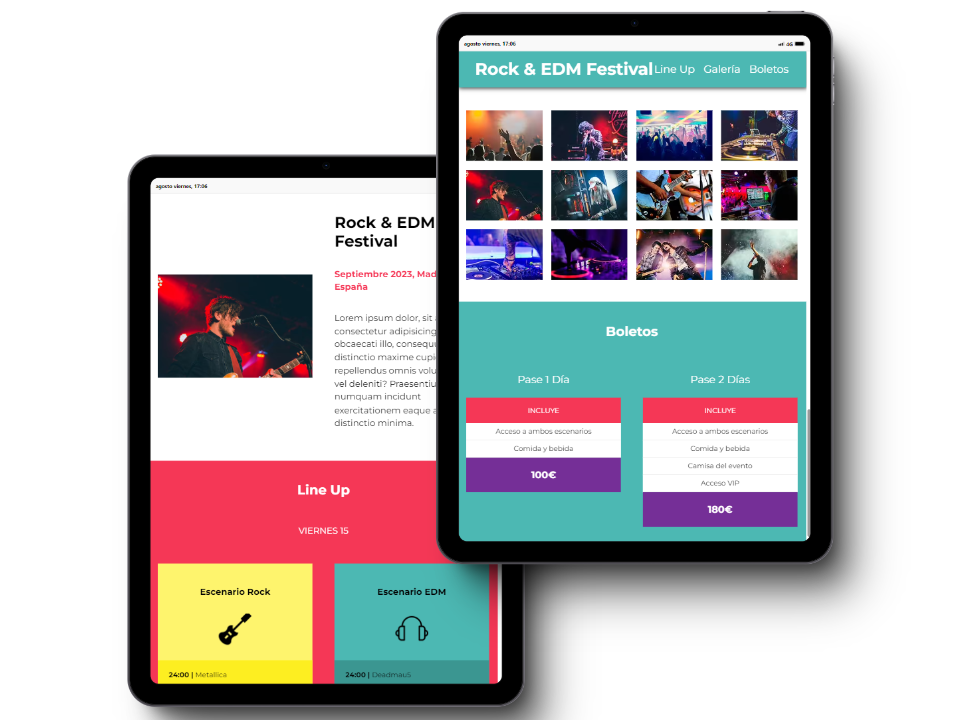 agosto viernes, 17:06
4G
Rock & EDM Festival
Line Up Galería Boletos
Boletos
Pase 1 Día
INCLUYE
Acceso a ambos escenarios
Comida y bebida
100€
Pase 2 Días
INCLUYE
Acceso a ambos escenarios
Comida y bebida
Camisa del evento
Acceso VIP
180€
agosto viernes, 17:06
Rock & EDM
Festival
Septiembre 2023, Mad
España
Lorem ipsum dolor, sit
consectetur adipisicing
obcaecati illo, consequ
distinctio maxime cupi
repellendus omnis volu
vel deleniti? Praesentiu
numquam incidunt
exercitationem eaque a
distinctio minima.
Line Up
VIERNES 15
Escenario Rock
24:00 | Metallica
Escenario EDM
24:00 | Deadmau5